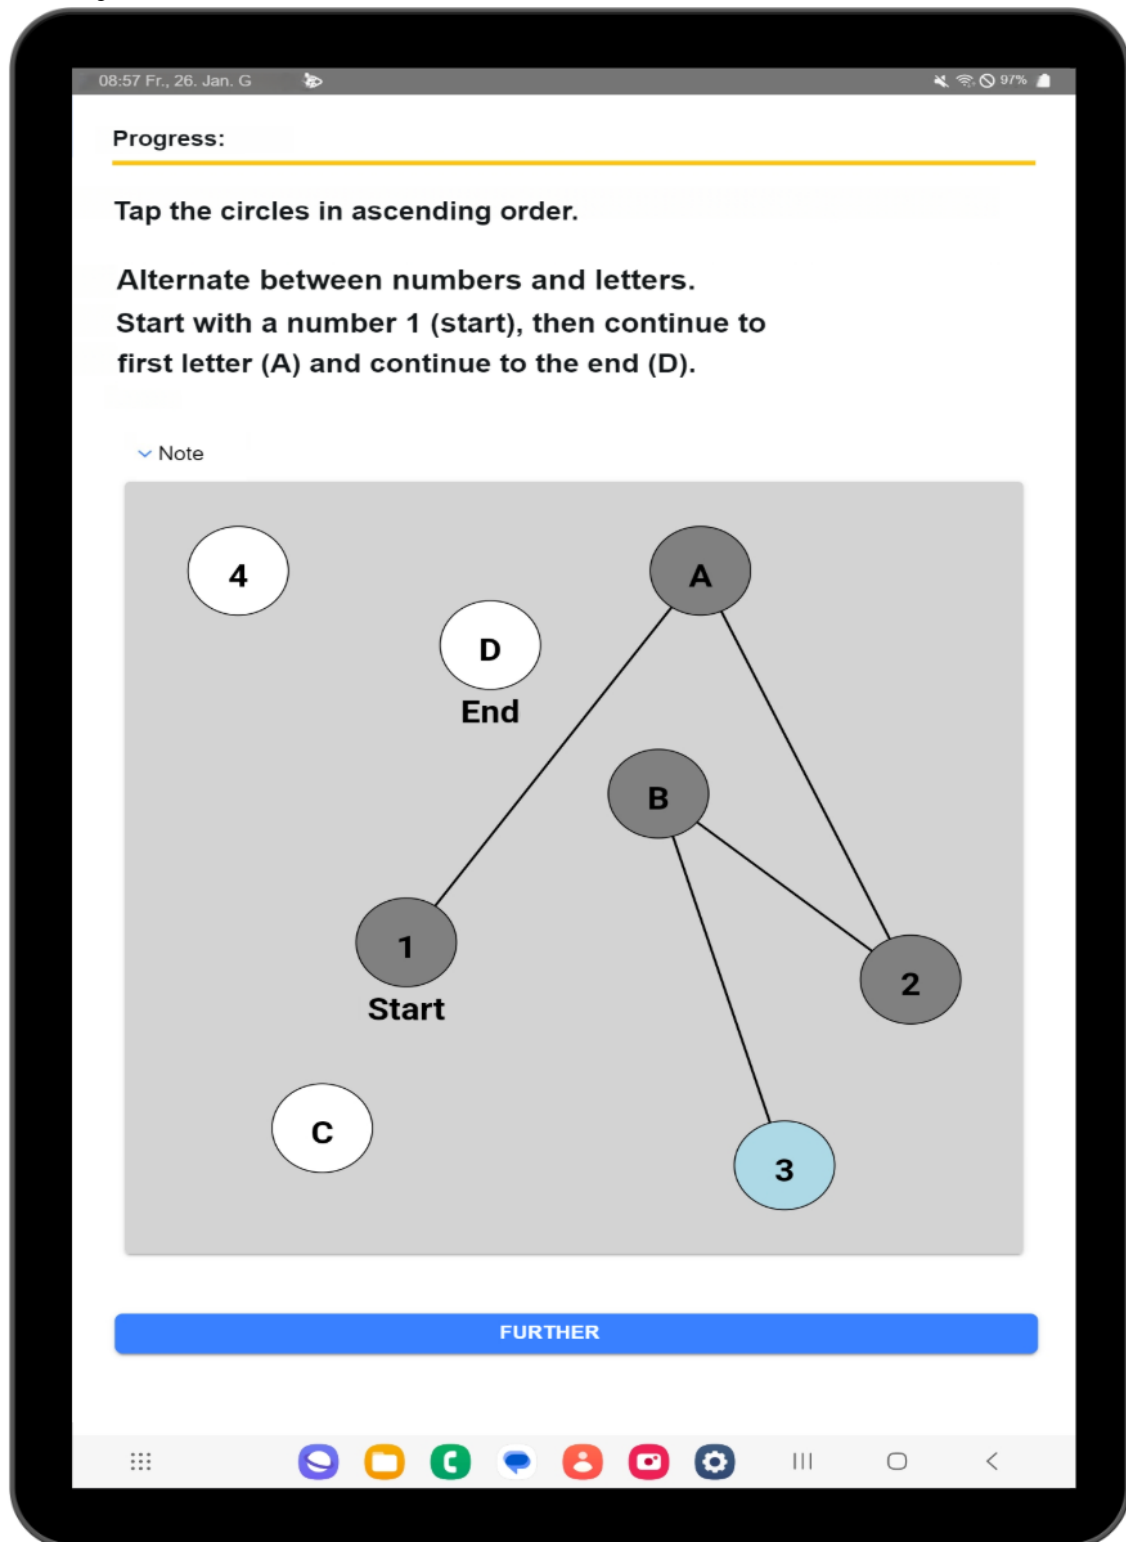 08:57 Fr., 26. Jan. G
97%
Progress:
Tap the circles in ascending order.
Alternate between numbers and letters.
Start with a number 1 (start), then continue to
first letter (A) and continue to the end (D).
Note
4
A
D
End
B
1
2
Start
C
3
FURTHER